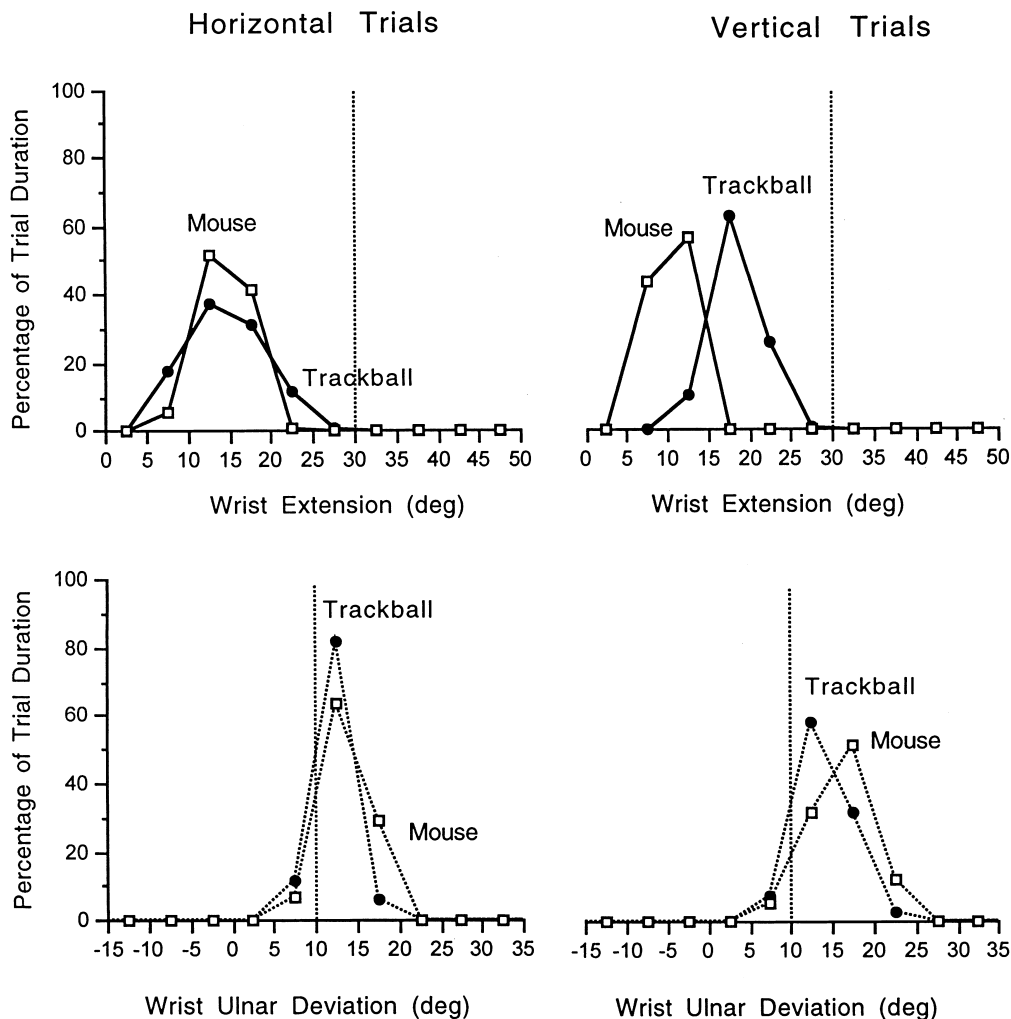 Horizontal Trials
Vertical Trials
Percentage of Trial Duration
100
80
60
40
20
0
Mouse
Trackball
0 5 10 15 20 25 30 35 40 45 50
Wrist Extension (deg)
Trackball
Mouse
0 5 10 15 20 25 30 35 40 45 50
Wrist Extension (deg)
Percentage of Trial Duration
100
80
60
40
20
0
Trackball
Mouse
-15 -10 -5 0 5 10 15 20 25 30 35
Wrist Ulnar Deviation (deg)
Trackball
Mouse
-15 -10 -5 0 5 10 15 20 25 30 35
Wrist Ulnar Deviation (deg)